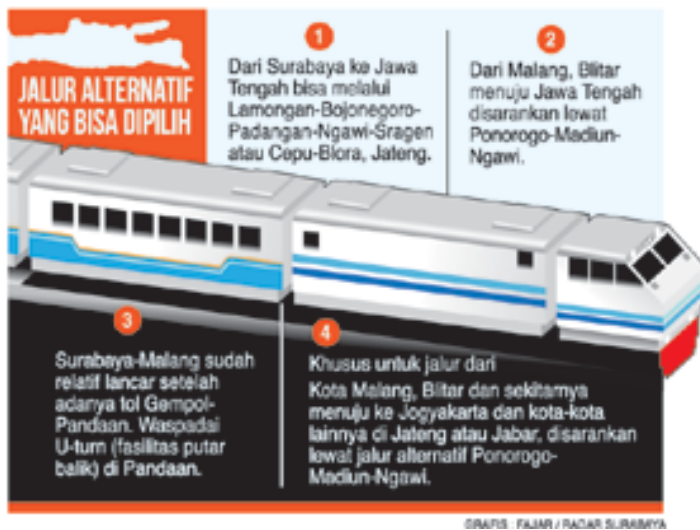 JALUR ALTERNATIF
YANG BISA DIPILIH
1
Dari Surabaya ke Jawa
Tengah bisa melalui
Lamongan-Bojonegoro-
Padangan-Ngawi-Sragen
atau Cepu-Blora, Jateng.
2
Dari Malang, Blitar
menuju Jawa Tengah
disarankan lewat
Ponorogo-Madiun-
Ngawi.
3
Surabaya-Malang sudah
relatif lancar setelah
adanya tol Gempol-
Pandaan. Waspadai
U-turn (fasilitas putar
balik) di Pandaan.
4
Khusus untuk jalur dari
Kota Malang, Blitar dan sekitarnya
menuju ke Jogyakarta dan kota-kota
lainnya di Jateng atau Jabar, disarankan
lewat jalur alternatif Ponorogo-
Madiun-Ngawi.
GRAFIS : FAJAR / RADAR SURABAYA